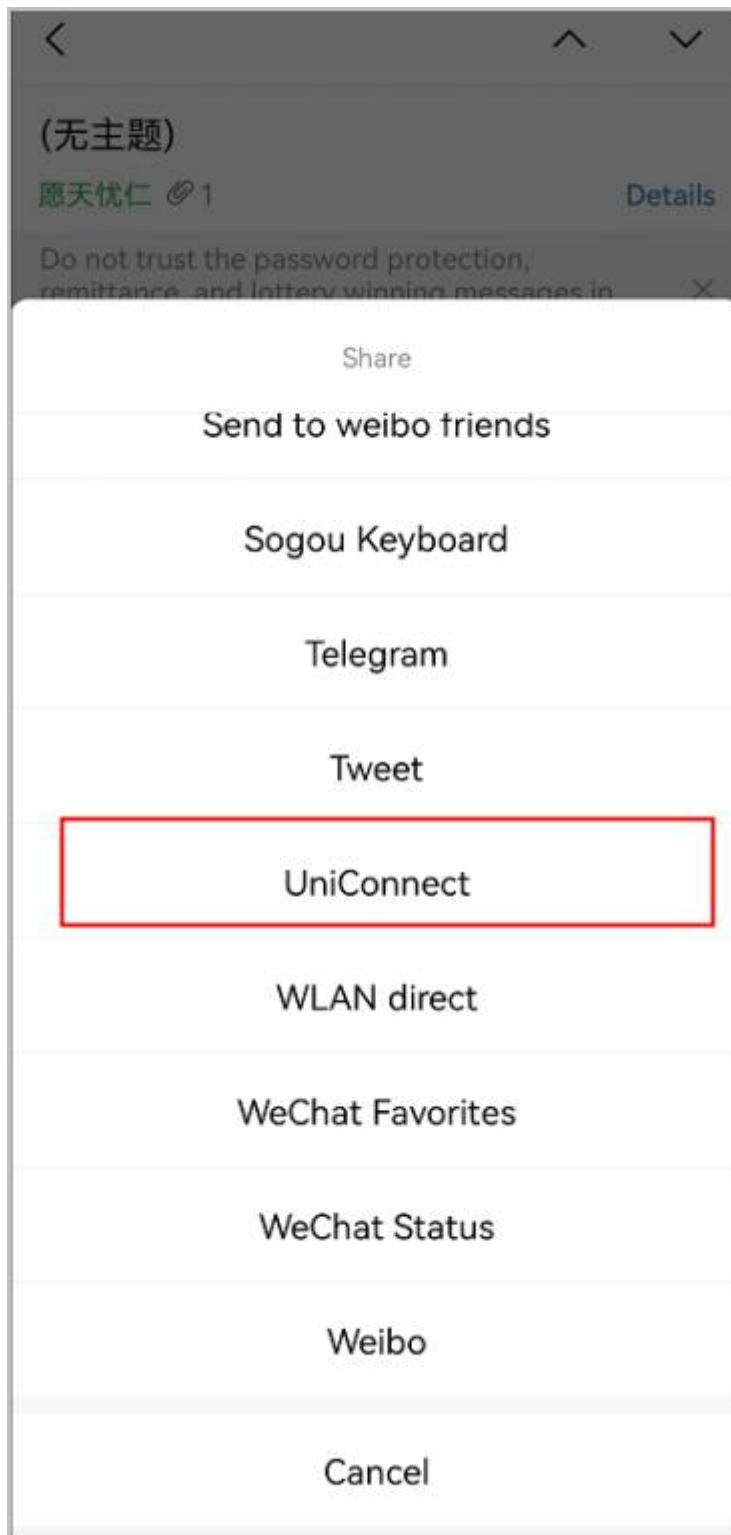 (无主题)
愿天忧仁 1
Details
Do not trust the password protection,
remittance, and lottery winning messages in
Share
Send to weibo friends
Sogou Keyboard
Telegram
Tweet
UniConnect
WLAN direct
WeChat Favorites
WeChat Status
Weibo
Cancel